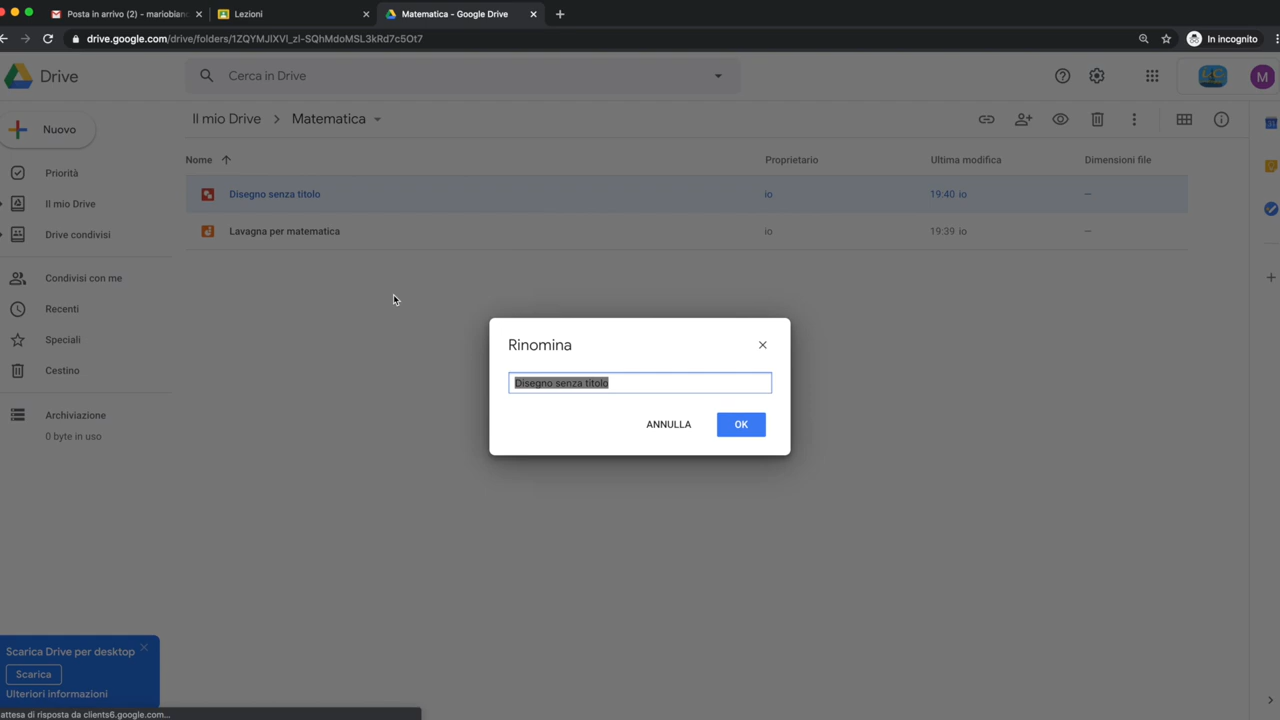 Posta in arrivo (2) – mariobian
Lezioni
Matematica - Google Drive
drive.google.com/drive/folders/1ZQYMJIXVl_zl-SQhMdoMSL3kRd7c5Ot7
In incognito
Drive
Cerca in Drive
M
Nuovo
Il mio Drive > Matematica
Nome
Proprietario
Ultima modifica
Dimensioni file
Priorità
Disegno senza titolo
io
19:40 io
—
Il mio Drive
Lavagna per matematica
io
19:39 io
—
Drive condivisi
Condivisi con me
Recenti
Speciali
Cestino
Archiviazione
0 byte in uso
Rinomina
Disegno senza titolo
ANNULLA
OK
Scarica Drive per desktop
Scarica
Ulteriori informazioni
attesa di risposta da clients6.google.com...